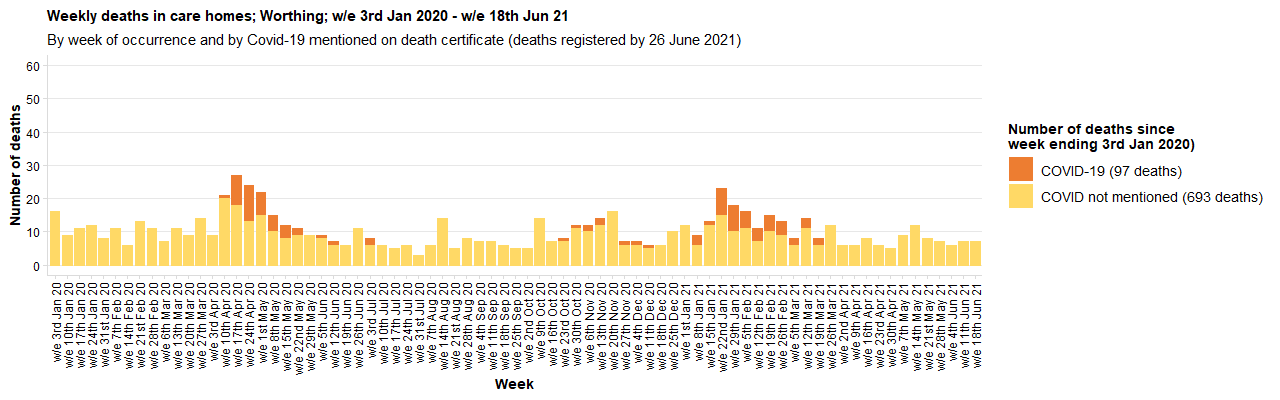 Weekly deaths in care homes; Worthing; w/e 3rd Jan 2020 - w/e 18th Jun 21
By week of occurrence and by Covid-19 mentioned on death certificate (deaths registered by 26 June 2021)
Number of deaths
60
50
40
30
20
10
0
w/e 3rd Jan 20
w/e 10th Jan 20
w/e 17th Jan 20
w/e 24th Jan 20
w/e 31st Jan 20
w/e 7th Feb 20
w/e 14th Feb 20
w/e 21st Feb 20
w/e 28th Feb 20
w/e 6th Mar 20
w/e 13th Mar 20
w/e 20th Mar 20
w/e 27th Mar 20
w/e 3rd Apr 20
w/e 10th Apr 20
w/e 17th Apr 20
w/e 24th Apr 20
w/e 1st May 20
w/e 8th May 20
w/e 15th May 20
w/e 22nd May 20
w/e 29th May 20
w/e 5th Jun 20
w/e 12th Jun 20
w/e 19th Jun 20
w/e 26th Jun 20
w/e 3rd Jul 20
w/e 10th Jul 20
w/e 17th Jul 20
w/e 24th Jul 20
w/e 31st Jul 20
w/e 7th Aug 20
w/e 14th Aug 20
w/e 21st Aug 20
w/e 28th Aug 20
w/e 4th Sep 20
w/e 11th Sep 20
w/e 18th Sep 20
w/e 25th Sep 20
w/e 2nd Oct 20
w/e 9th Oct 20
w/e 16th Oct 20
w/e 23rd Oct 20
w/e 30th Oct 20
w/e 6th Nov 20
w/e 13th Nov 20
w/e 20th Nov 20
w/e 27th Nov 20
w/e 4th Dec 20
w/e 11th Dec 20
w/e 18th Dec 20
w/e 25th Dec 20
w/e 1st Jan 21
w/e 8th Jan 21
w/e 15th Jan 21
w/e 22nd Jan 21
w/e 29th Jan 21
w/e 5th Feb 21
w/e 12th Feb 21
w/e 19th Feb 21
w/e 26th Feb 21
w/e 5th Mar 21
w/e 12th Mar 21
w/e 19th Mar 21
w/e 26th Mar 21
w/e 2nd Apr 21
w/e 9th Apr 21
w/e 16th Apr 21
w/e 23rd Apr 21
w/e 30th Apr 21
w/e 7th May 21
w/e 14th May 21
w/e 21st May 21
w/e 28th May 21
w/e 4th Jun 21
w/e 11th Jun 21
w/e 18th Jun 21
Week
Number of deaths since
week ending 3rd Jan 2020)
COVID-19 (97 deaths)
COVID not mentioned (693 deaths)